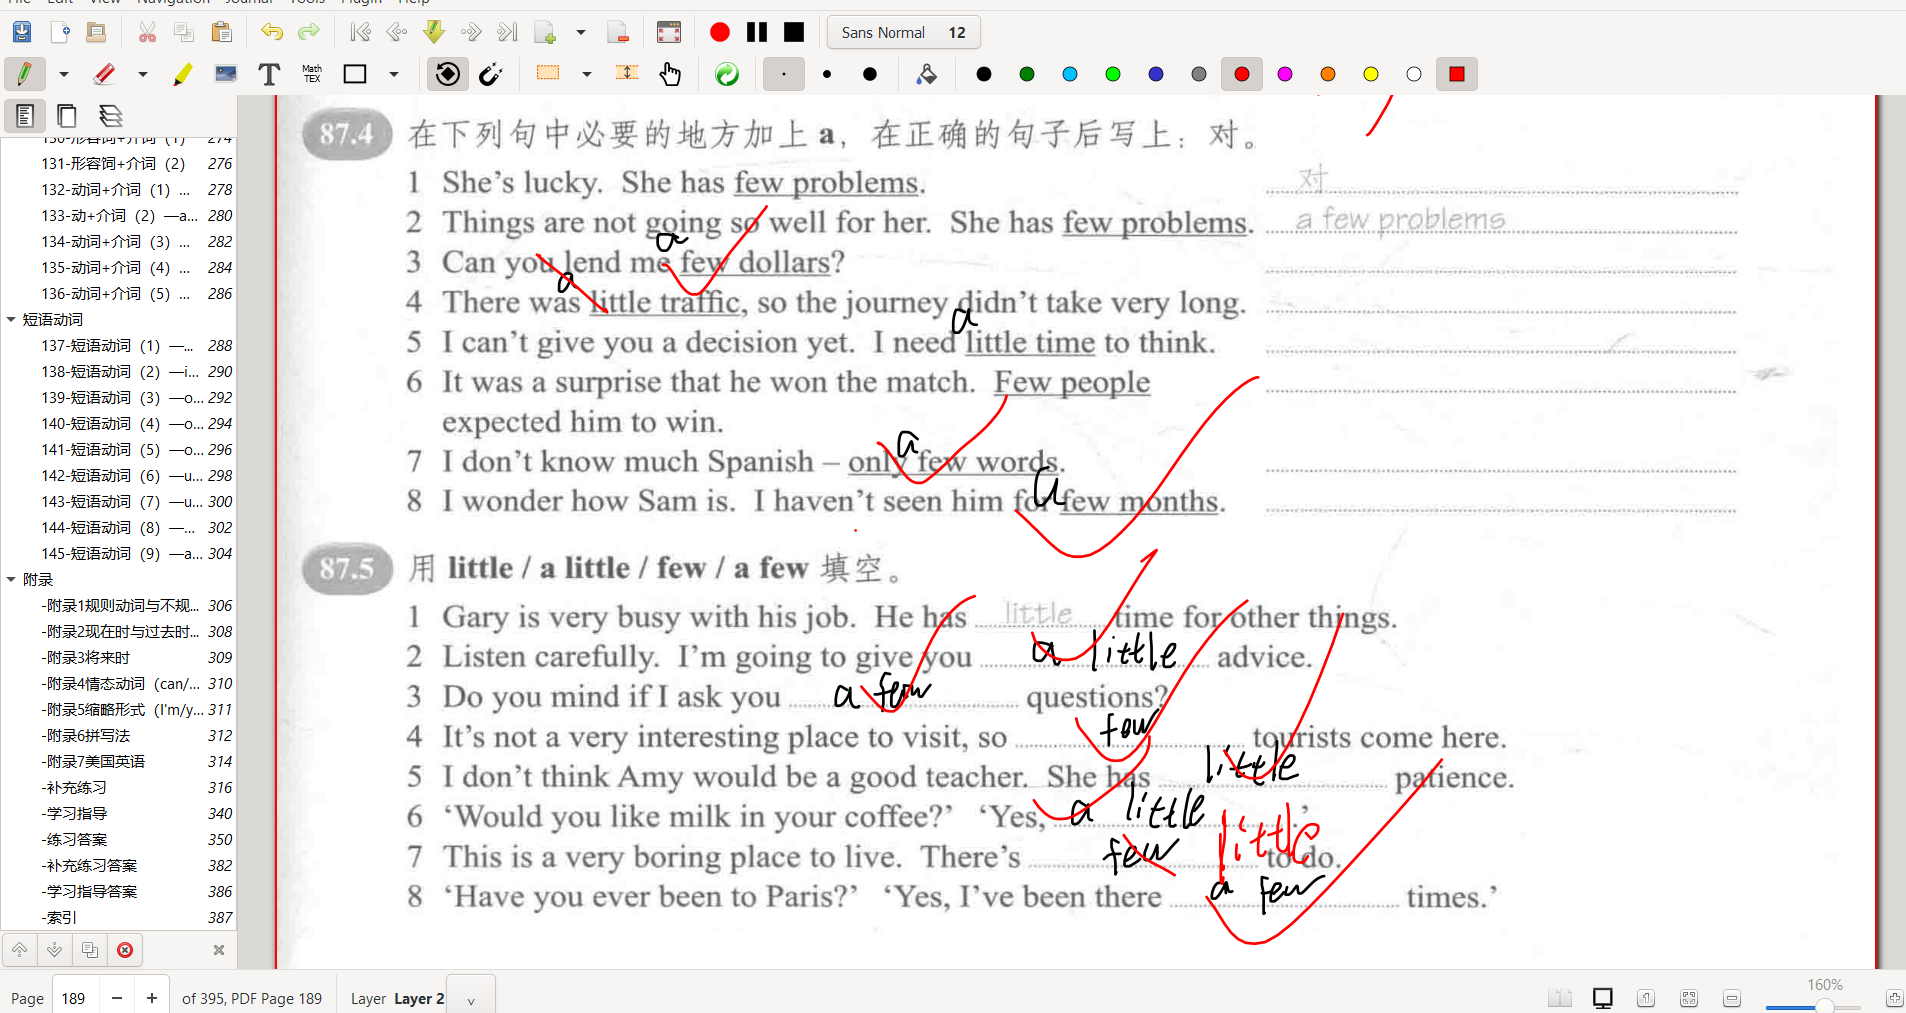 File Edit View Navigation Journal Tools Plugin Help
Sans Normal 12
Math
TEX
130-形容词+介词 (1) 274
131-形容词+介词 (2) 276
132-动词+介词 (1) ... 278
133-动+介词 (2) —a... 280
134-动词+介词 (3) ... 282
135-动词+介词 (4) ... 284
136-动词+介词 (5) ... 286
短语动词
137-短语动词 (1) —... 288
138-短语动词 (2) —i... 290
139-短语动词 (3) —o... 292
140-短语动词 (4) —o... 294
141-短语动词 (5) —o... 296
142-短语动词 (6) —u... 298
143-短语动词 (7) —u... 300
144-短语动词 (8) —... 302
145-短语动词 (9) —a... 304
附录
-附录1规则动词与不规... 306
-附录2现在时与过去时... 308
-附录3将来时 309
-附录4情态动词 (can/... 310
-附录5缩略形式 (I'm/y... 311
-附录6拼写法 312
-附录7美国英语 314
-补充练习 316
-学习指导 340
-练习答案 350
-补充练习答案 382
-学习指导答案 386
-索引 387
87.4 在下列句中必要的地方加上 a，在正确的句子后写上：对。
1 She's lucky. She has few problems. 对
2 Things are not going so well for her. She has few problems. a few problems
a
3 Can you lend me few dollars?
a
4 There was little traffic, so the journey didn't take very long.
a
5 I can't give you a decision yet. I need little time to think.
6 It was a surprise that he won the match. Few people
expected him to win.
a
7 I don't know much Spanish – only few words.
a
8 I wonder how Sam is. I haven't seen him for few months.
87.5 用 little / a little / few / a few 填空。
1 Gary is very busy with his job. He has little time for other things.
2 Listen carefully. I'm going to give you a little advice.
3 Do you mind if I ask you a few questions?
4 It's not a very interesting place to visit, so few tourists come here.
5 I don't think Amy would be a good teacher. She has little patience.
6 ‘Would you like milk in your coffee?’ ‘Yes, a little .’
7 This is a very boring place to live. There's few little to do.
8 ‘Have you ever been to Paris?’ ‘Yes, I've been there a few times.’
Page 189 − + of 395, PDF Page 189 Layer Layer 2 160%